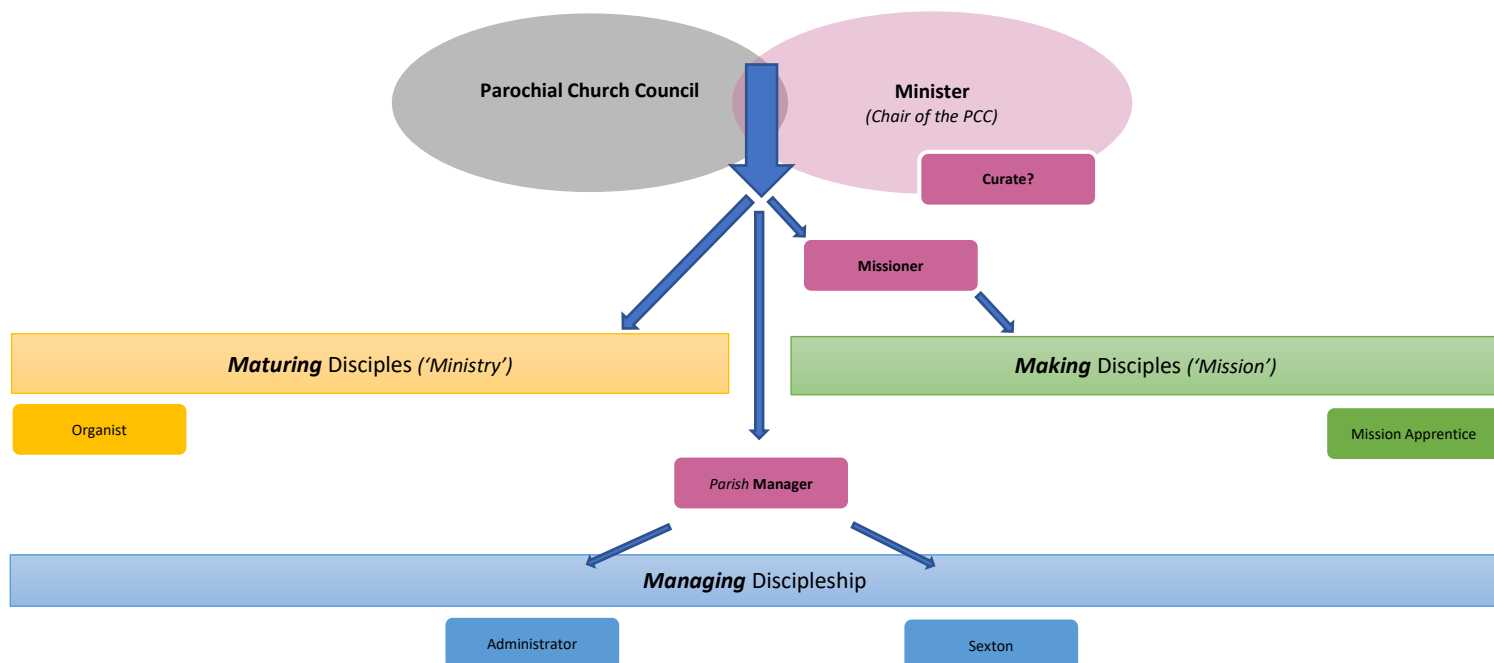 Parochial Church Council
Minister
(Chair of the PCC)
Curate?
Missioner
Maturing Disciples (‘Ministry’)
Making Disciples (‘Mission’)
Organist
Mission Apprentice
Parish Manager
Managing Discipleship
Administrator
Sexton